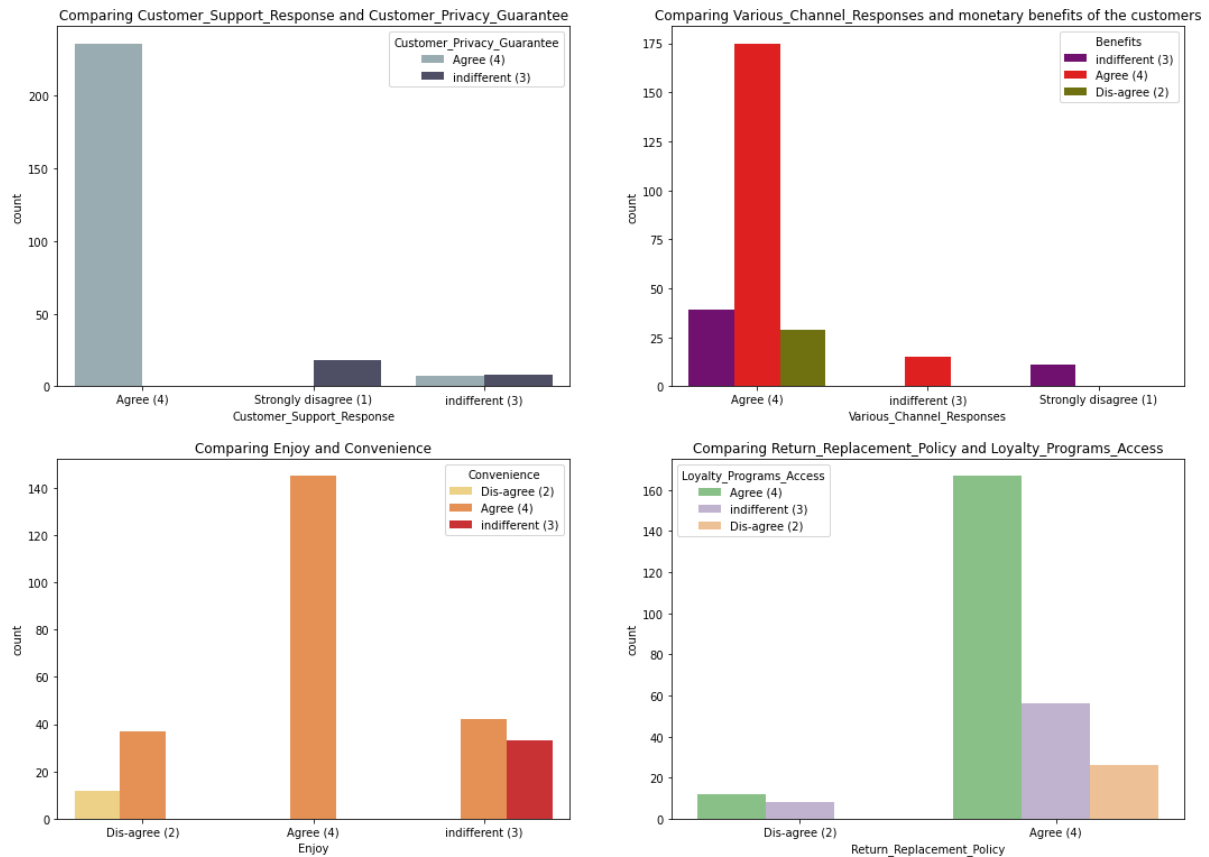 Comparing Customer_Support_Response and Customer_Privacy_Guarantee
Customer_Privacy_Guarantee
Agree (4)
indifferent (3)
200
150
100
50
0
count
Agree (4)
Strongly disagree (1)
indifferent (3)
Customer_Support_Response
Comparing Various_Channel_Responses and monetary benefits of the customers
Benefits
indifferent (3)
Agree (4)
Dis-agree (2)
175
150
125
100
75
50
25
0
count
Agree (4)
indifferent (3)
Strongly disagree (1)
Various_Channel_Responses
Comparing Enjoy and Convenience
Convenience
Dis-agree (2)
Agree (4)
indifferent (3)
140
120
100
80
60
40
20
0
count
Dis-agree (2)
Agree (4)
indifferent (3)
Enjoy
Comparing Return_Replacement_Policy and Loyalty_Programs_Access
Loyalty_Programs_Access
Agree (4)
indifferent (3)
Dis-agree (2)
160
140
120
100
80
60
40
20
0
count
Dis-agree (2)
Agree (4)
Return_Replacement_Policy